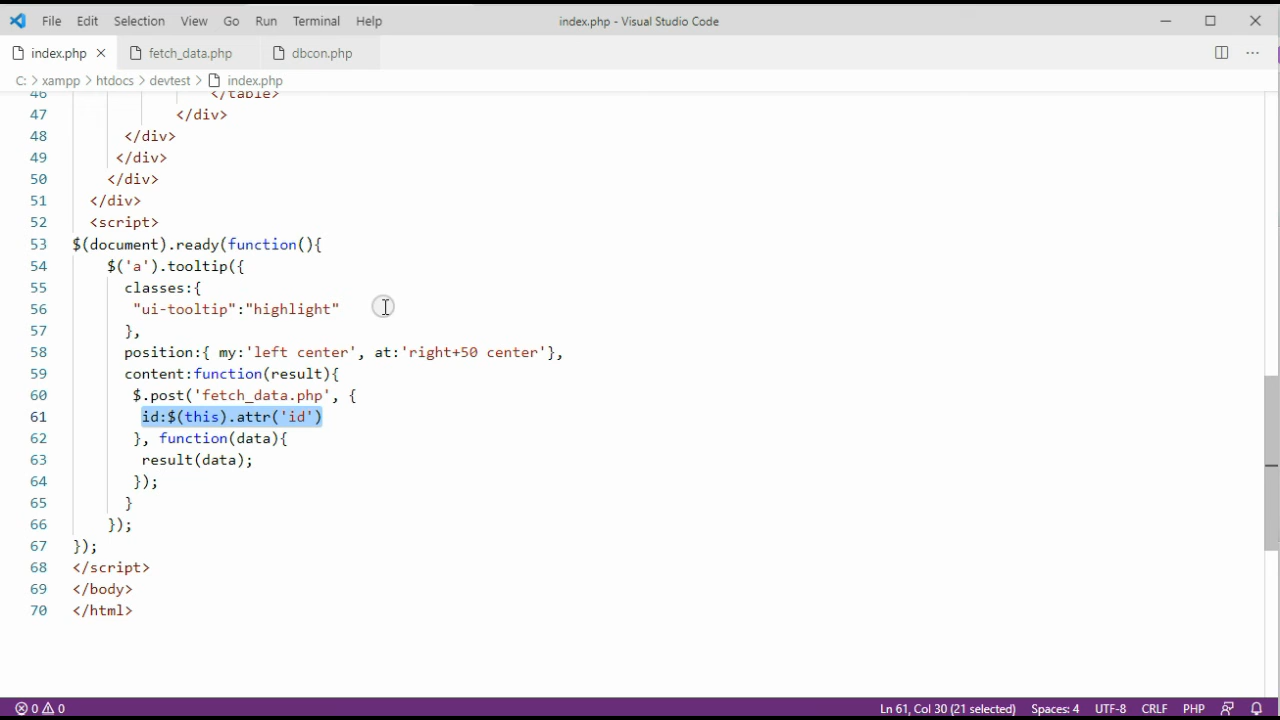 File Edit Selection View Go Run Terminal Help index.php - Visual Studio Code
index.php fetch_data.php dbcon.php
C: > xampp > htdocs > devtest > index.php
46 </table>
47 </div>
48 </div>
49 </div>
50 </div>
51 </div>
52 <script>
53 $(document).ready(function(){
54 $('a').tooltip({
55 classes:{
56 "ui-tooltip":"highlight"
57 },
58 position:{ my:'left center', at:'right+50 center'},
59 content:function(result){
60 $.post('fetch_data.php', {
61 id:$(this).attr('id')
62 }, function(data){
63 result(data);
64 });
65 }
66 });
67 });
68 </script>
69 </body>
70 </html>
0 0 Ln 61, Col 30 (21 selected) Spaces: 4 UTF-8 CRLF PHP